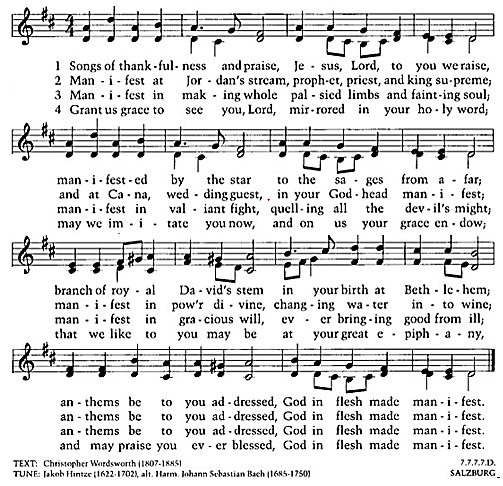 1 Songs of thank-ful-ness and praise, Je-sus, Lord, to you we raise,
2 Man-i-fest at Jor-dan's stream, proph-et, priest, and king su-preme;
3 Man-i-fest in mak-ing whole pal-sied limbs and faint-ing soul;
4 Grant us grace to see you, Lord, mir-rored in your ho-ly word;
man-i-fest-ed by the star to the sa-ges from a-far;
and at Ca-na, wed-ding guest, in your God-head man-i-fest;
man-i-fest in val-iant fight, quell-ing all the dev-il's might;
may we im-i-tate you now, and on us your grace en-dow;
branch of roy-al Da-vid's stem in your birth at Beth-le-hem;
man-i-fest in pow'r di-vine, chang-ing wa-ter in-to wine;
man-i-fest in gra-cious will, ev-er bring-ing good from ill;
that we like to you may be at your great e-piph-a-ny,
an-thems be to you ad-dressed, God in flesh made man-i-fest.
an-thems be to you ad-dressed, God in flesh made man-i-fest.
an-thems be to you ad-dressed, God in flesh made man-i-fest.
and may praise you ev-er blessed, God in flesh made man-i-fest.
TEXT: Christopher Wordsworth (1807-1885) 7.7.7.7.D.
TUNE: Jakob Hintze (1622-1702), alt. Harm. Johann Sebastian Bach (1685-1750) SALZBURG